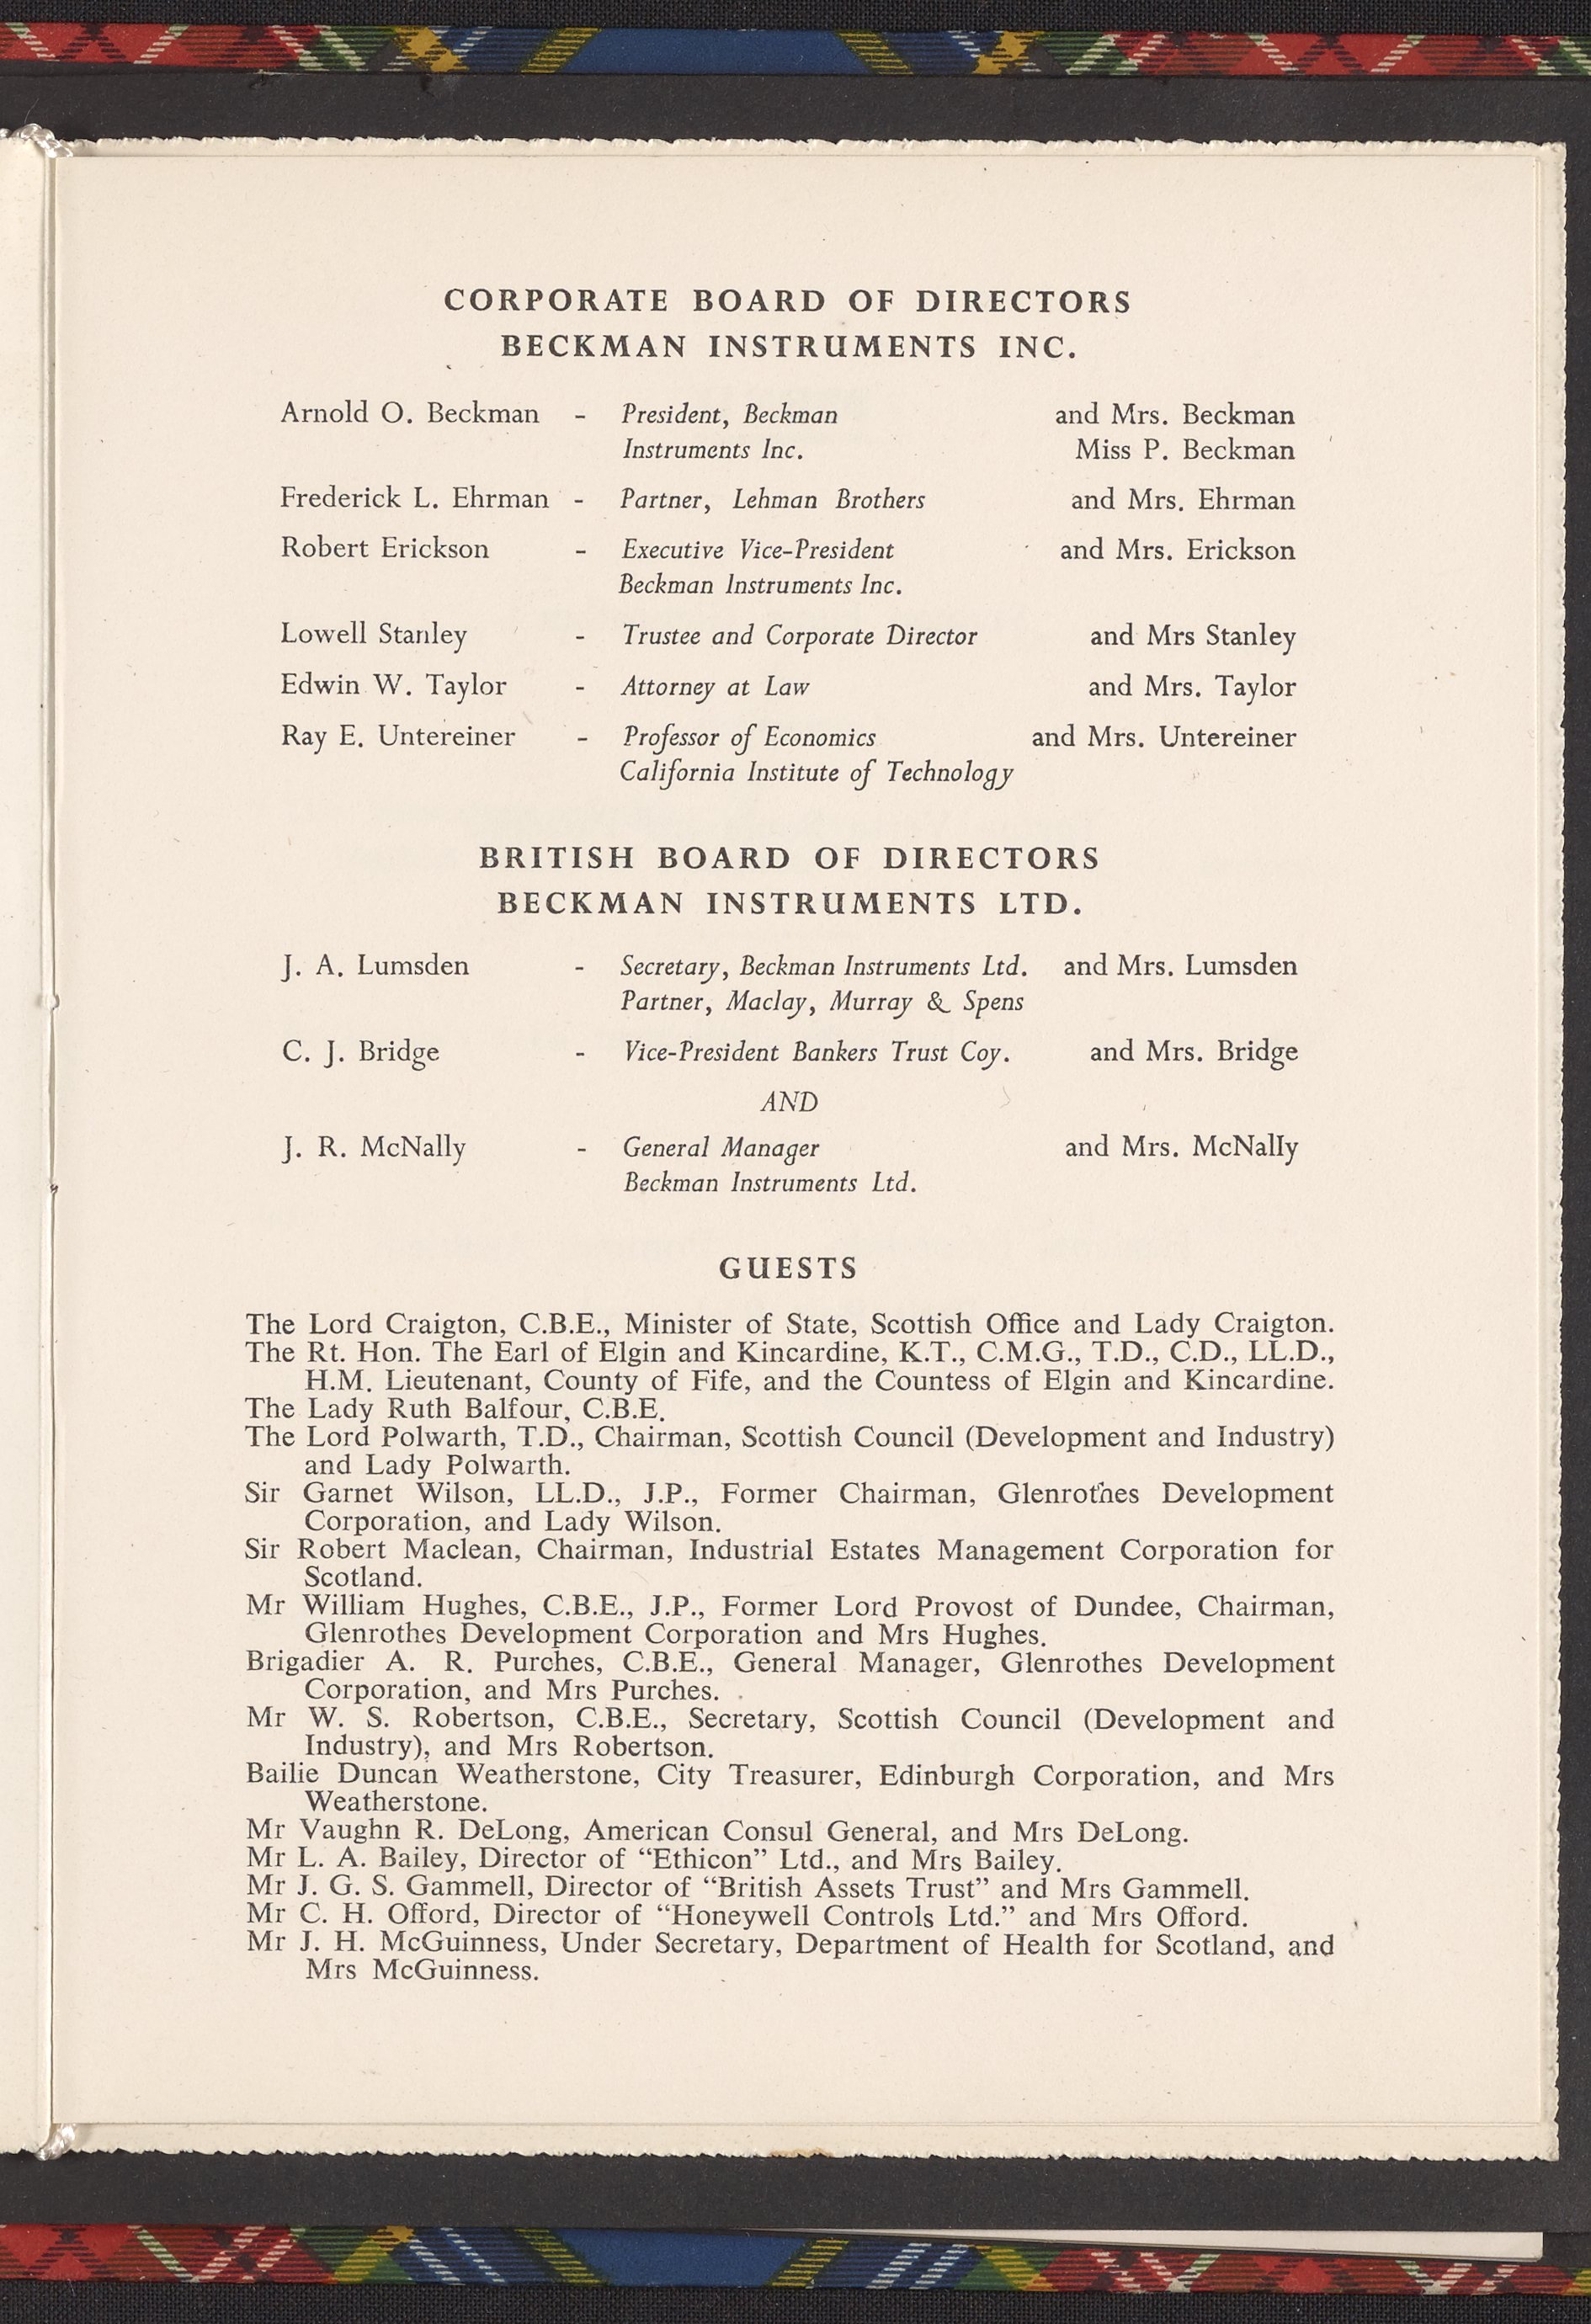 CORPORATE BOARD OF DIRECTORS
BECKMAN INSTRUMENTS INC.
Arnold O. Beckman - President, Beckman and Mrs. Beckman
Instruments Inc. Miss P. Beckman
Frederick L. Ehrman - Partner, Lehman Brothers and Mrs. Ehrman
Robert Erickson - Executive Vice-President and Mrs. Erickson
Beckman Instruments Inc.
Lowell Stanley - Trustee and Corporate Director and Mrs Stanley
Edwin W. Taylor - Attorney at Law and Mrs. Taylor
Ray E. Untereiner - Professor of Economics and Mrs. Untereiner
California Institute of Technology
BRITISH BOARD OF DIRECTORS
BECKMAN INSTRUMENTS LTD.
J. A. Lumsden - Secretary, Beckman Instruments Ltd. and Mrs. Lumsden
Partner, Maclay, Murray & Spens
C. J. Bridge - Vice-President Bankers Trust Coy. and Mrs. Bridge
AND
J. R. McNally - General Manager and Mrs. McNally
Beckman Instruments Ltd.
GUESTS
The Lord Craigton, C.B.E., Minister of State, Scottish Office and Lady Craigton.
The Rt. Hon. The Earl of Elgin and Kincardine, K.T., C.M.G., T.D., C.D., LL.D.,
H.M. Lieutenant, County of Fife, and the Countess of Elgin and Kincardine.
The Lady Ruth Balfour, C.B.E.
The Lord Polwarth, T.D., Chairman, Scottish Council (Development and Industry)
and Lady Polwarth.
Sir Garnet Wilson, LL.D., J.P., Former Chairman, Glenrothes Development
Corporation, and Lady Wilson.
Sir Robert Maclean, Chairman, Industrial Estates Management Corporation for
Scotland.
Mr William Hughes, C.B.E., J.P., Former Lord Provost of Dundee, Chairman,
Glenrothes Development Corporation and Mrs Hughes.
Brigadier A. R. Purches, C.B.E., General Manager, Glenrothes Development
Corporation, and Mrs Purches.
Mr W. S. Robertson, C.B.E., Secretary, Scottish Council (Development and
Industry), and Mrs Robertson.
Bailie Duncan Weatherstone, City Treasurer, Edinburgh Corporation, and Mrs
Weatherstone.
Mr Vaughn R. DeLong, American Consul General, and Mrs DeLong.
Mr L. A. Bailey, Director of “Ethicon” Ltd., and Mrs Bailey.
Mr J. G. S. Gammell, Director of “British Assets Trust” and Mrs Gammell.
Mr C. H. Offord, Director of “Honeywell Controls Ltd.” and Mrs Offord.
Mr J. H. McGuinness, Under Secretary, Department of Health for Scotland, and
Mrs McGuinness.